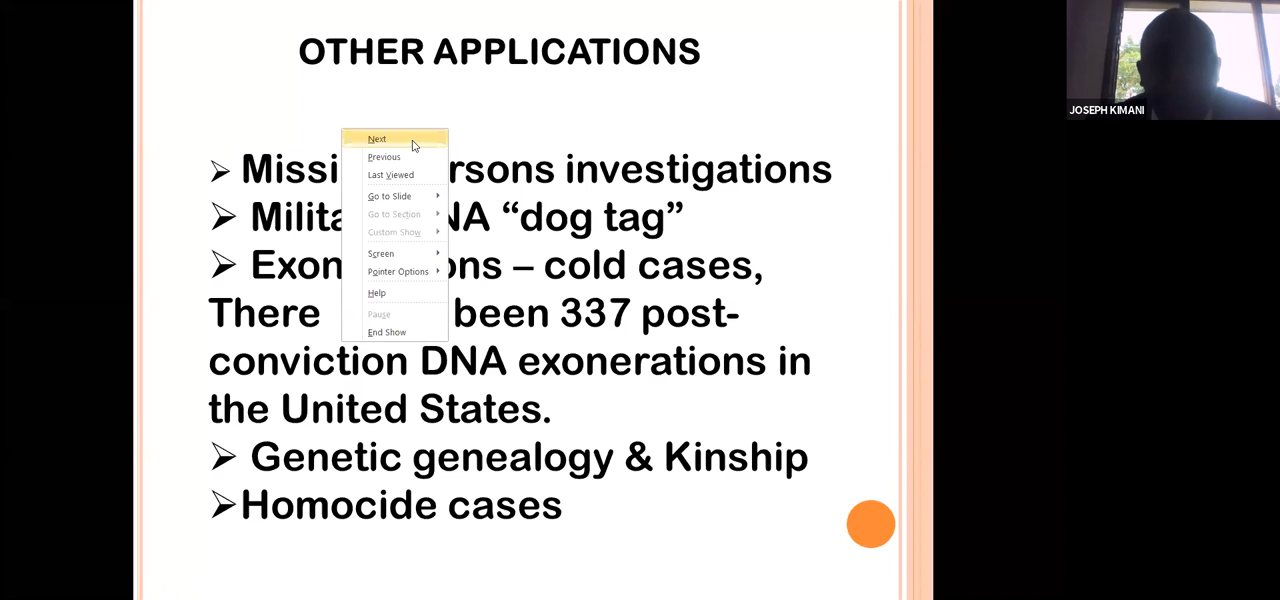 OTHER APPLICATIONS
JOSEPH KIMANI
Next
Previous
Last Viewed
Go to Slide
Go to Section
Custom Show
Screen
Pointer Options
Help
Pause
End Show
➢ Missi rsons investigations
➢ Milita NA “dog tag”
➢ Exon ons – cold cases,
There been 337 post-
conviction DNA exonerations in
the United States.
➢ Genetic genealogy & Kinship
➢Homocide cases